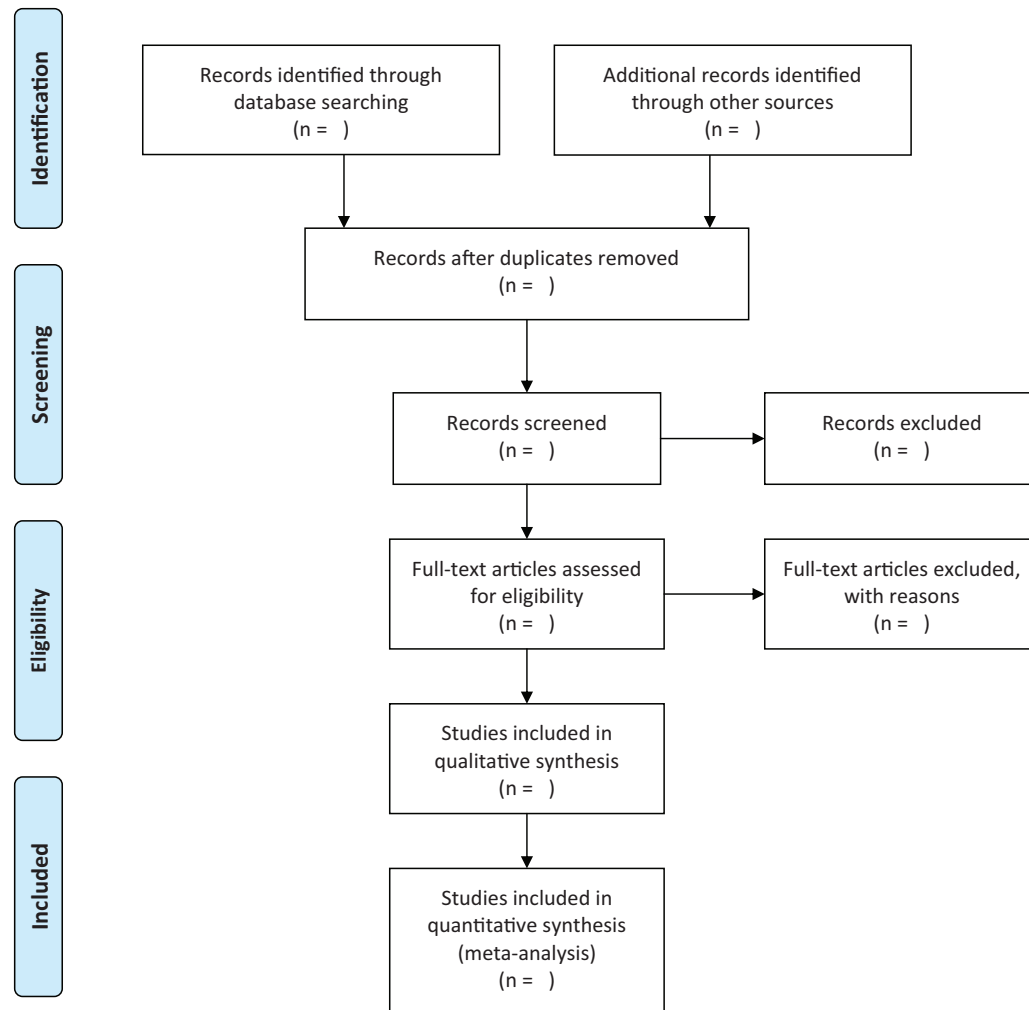 Identification
Records identified through
database searching
(n =   )
Additional records identified
through other sources
(n =   )
Screening
Records after duplicates removed
(n =   )
Records screened
(n =   )
Records excluded
(n =   )
Eligibility
Full-text articles assessed
for eligibility
(n =   )
Full-text articles excluded,
with reasons
(n =   )
Studies included in
qualitative synthesis
(n =   )
Included
Studies included in
quantitative synthesis
(meta-analysis)
(n =   )